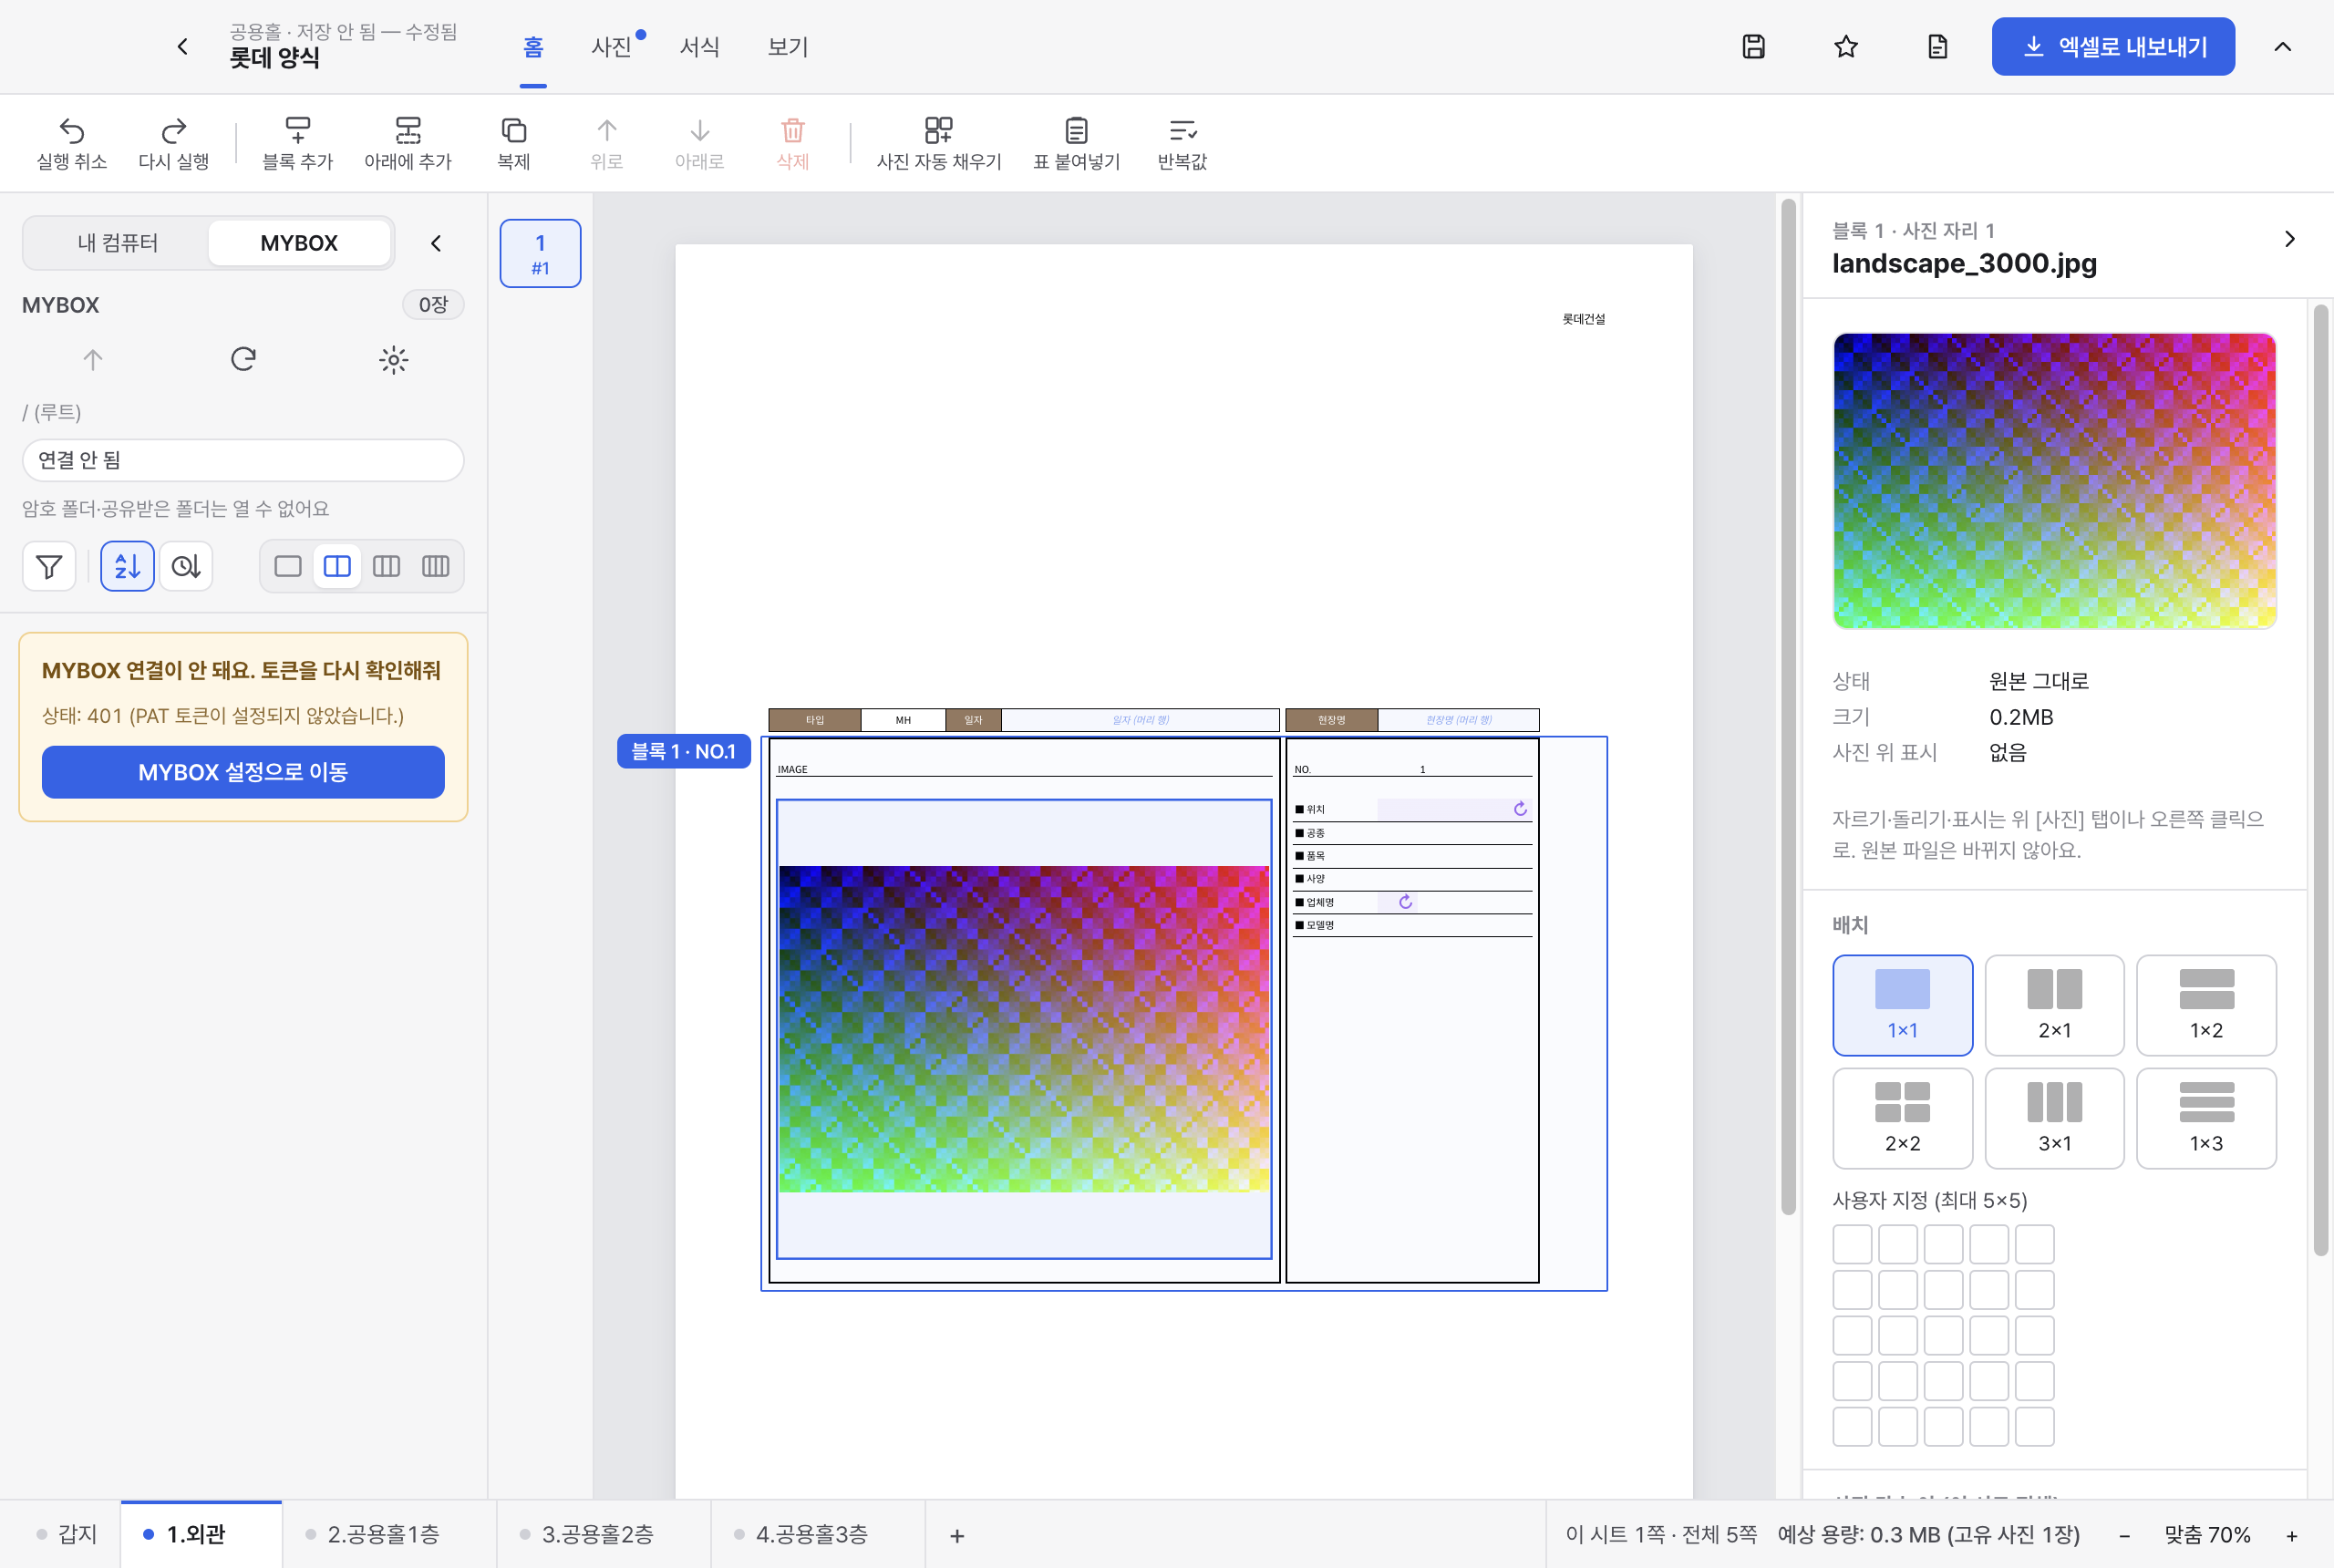 공용홀 · 저장 안 됨 — 수정됨
롯데 양식
홈
사진
서식
보기
엑셀로 내보내기
실행 취소
다시 실행
블록 추가
아래에 추가
복제
위로
아래로
삭제
사진 자동 채우기
표 붙여넣기
반복값
내 컴퓨터
MYBOX
MYBOX
0장
/ (루트)
연결 안 됨
암호 폴더·공유받은 폴더는 열 수 없어요
MYBOX 연결이 안 돼요. 토큰을 다시 확인해줘
상태: 401 (PAT 토큰이 설정되지 않았습니다.)
MYBOX 설정으로 이동
1
#1
롯데건설
타입
MH
일자
일자 (머리 행)
현장명
현장명 (머리 행)
블록 1 · NO.1
IMAGE
NO.
1
■ 위치
■ 공종
■ 품목
■ 사양
■ 업체명
■ 모델명
블록 1 · 사진 자리 1
landscape_3000.jpg
상태
원본 그대로
크기
0.2MB
사진 위 표시
없음
자르기·돌리기·표시는 위 [사진] 탭이나 오른쪽 클릭으
로. 원본 파일은 바뀌지 않아요.
배치
1×1
2×1
1×2
2×2
3×1
1×3
사용자 지정 (최대 5×5)
갑지
1.외관
2.공용홀1층
3.공용홀2층
4.공용홀3층
+
이 시트 1쪽 · 전체 5쪽
예상 용량: 0.3 MB (고유 사진 1장)
−
맞춤 70%
+